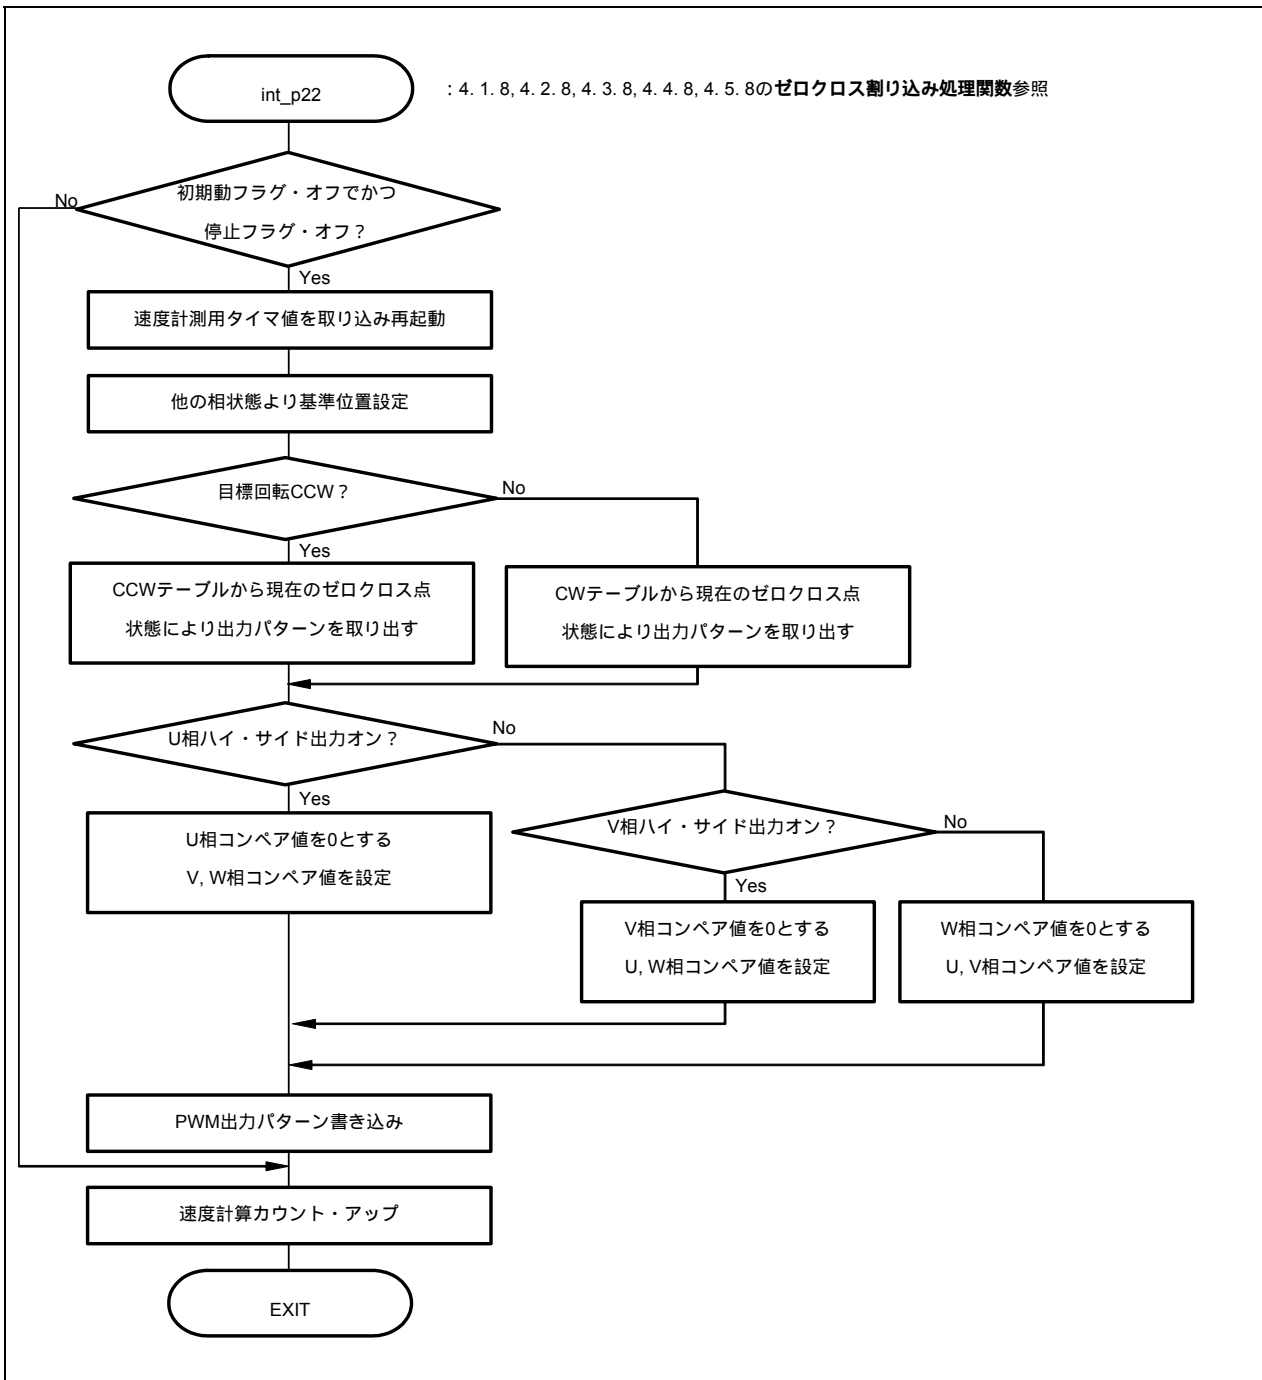 int_p22
: 4. 1. 8, 4. 2. 8, 4. 3. 8, 4. 4. 8, 4. 5. 8のゼロクロス割り込み処理関数参照
No
初期動フラグ・オフでかつ
停止フラグ・オフ？
Yes
速度計測用タイマ値を取り込み再起動
他の相状態より基準位置設定
目標回転CCW？
No
Yes
CCWテーブルから現在のゼロクロス点
状態により出力パターンを取り出す
CWテーブルから現在のゼロクロス点
状態により出力パターンを取り出す
U相ハイ・サイド出力オン？
No
Yes
U相コンペア値を0とする
V, W相コンペア値を設定
V相ハイ・サイド出力オン？
No
Yes
V相コンペア値を0とする
U, W相コンペア値を設定
W相コンペア値を0とする
U, V相コンペア値を設定
PWM出力パターン書き込み
速度計算カウント・アップ
EXIT